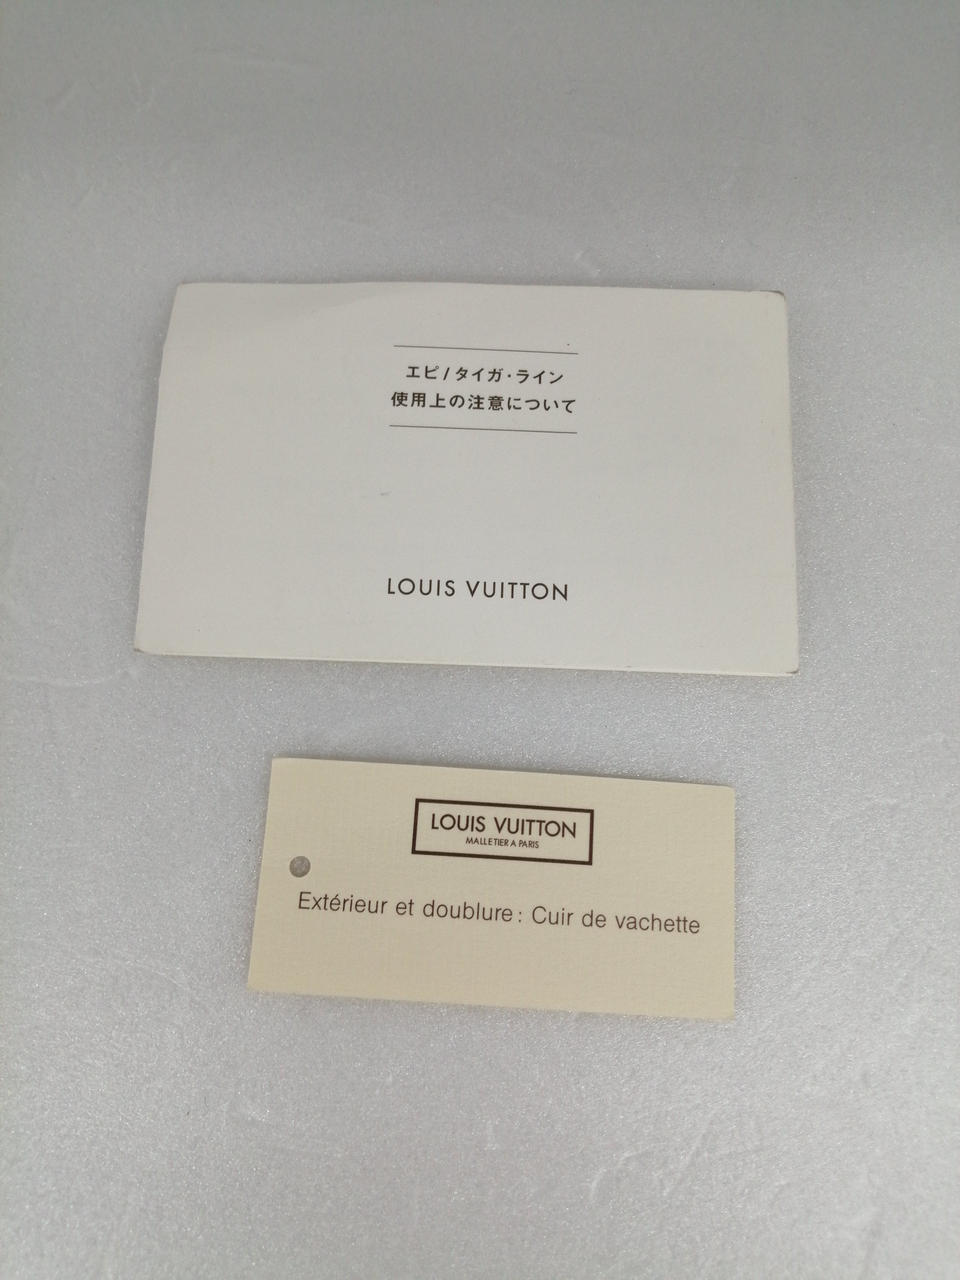 エピ/タイガ・ライン
使用上の注意について
LOUIS VUITTON
LOUIS VUITTON
MALLETIER A PARIS
Extérieur et doublure : Cuir de vachette